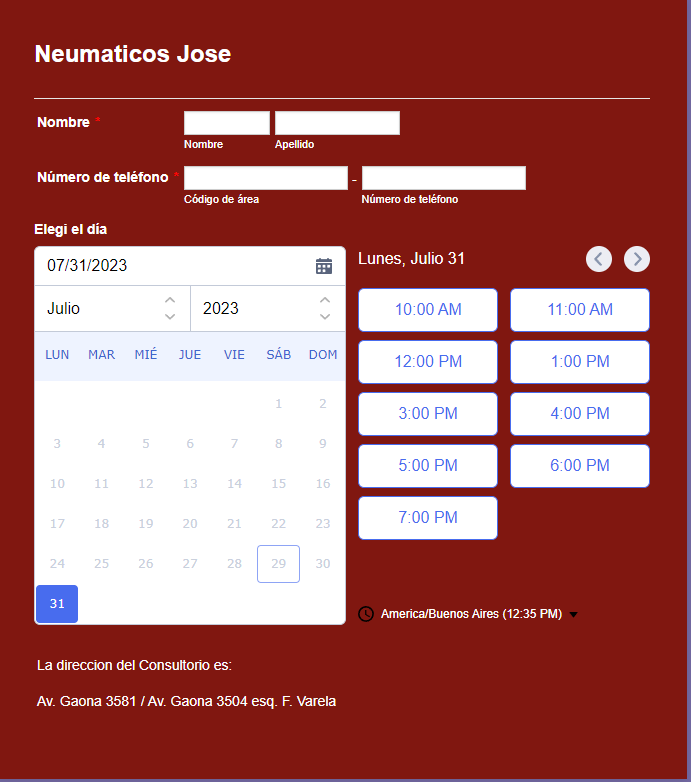 Neumaticos Jose
Nombre *
Nombre Apellido
Número de teléfono *
-
Código de área Número de teléfono
Elegi el día
07/31/2023
Julio 2023
LUN MAR MIÉ JUE VIE SÁB DOM
1 2
3 4 5 6 7 8 9
10 11 12 13 14 15 16
17 18 19 20 21 22 23
24 25 26 27 28 29 30
31
Lunes, Julio 31
10:00 AM 11:00 AM
12:00 PM 1:00 PM
3:00 PM 4:00 PM
5:00 PM 6:00 PM
7:00 PM
America/Buenos Aires (12:35 PM)
La direccion del Consultorio es:
Av. Gaona 3581 / Av. Gaona 3504 esq. F. Varela